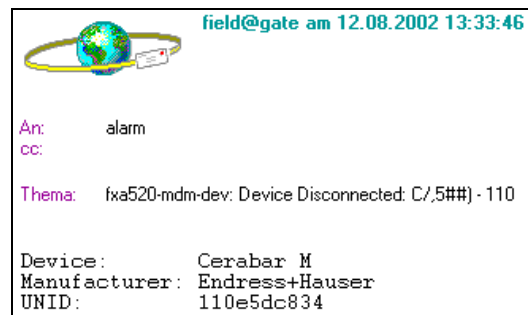 field@gate am 12.08.2002 13:33:46
An: alarm
cc:
Thema: fxa520-mdm-dev: Device Disconnected: C/,5##) - 110
Device: Cerabar M
Manufacturer: Endress+Hauser
UNID: 110e5dc834